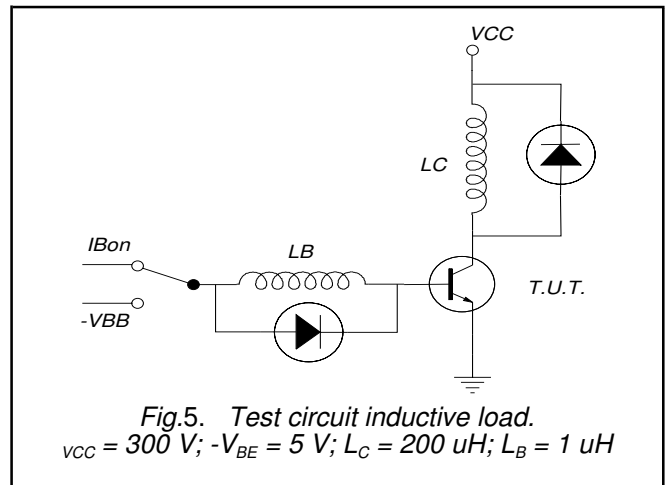 VCC
LC
IBon
LB
-VBB
T.U.T.
Fig.5. Test circuit inductive load.
VCC = 300 V; -VBE = 5 V; LC = 200 uH; LB = 1 uH